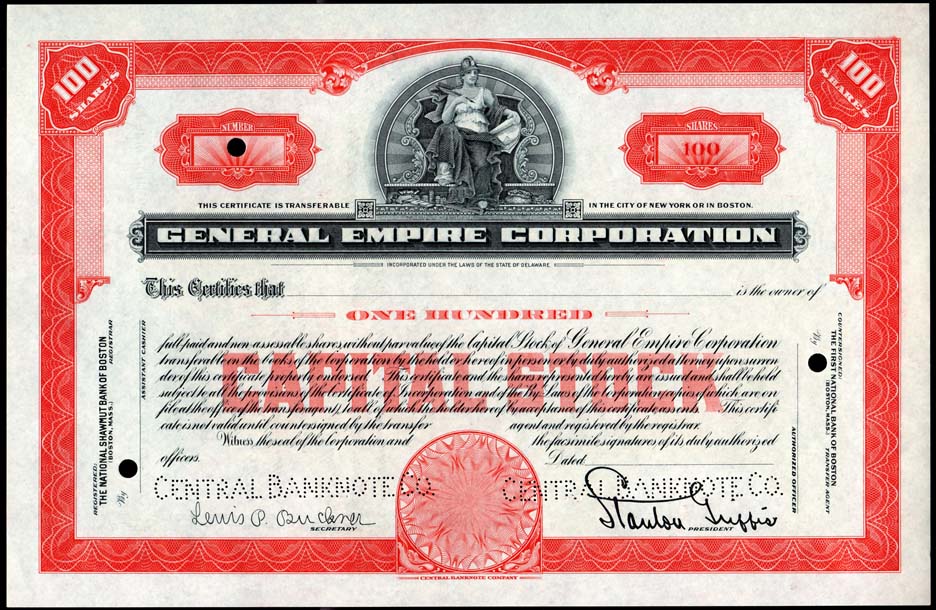 100 SHARES
100 SHARES
NUMBER
SHARES
100
THIS CERTIFICATE IS TRANSFERABLE IN THE CITY OF NEW YORK OR IN BOSTON.
GENERAL EMPIRE CORPORATION
INCORPORATED UNDER THE LAWS OF THE STATE OF DELAWARE
This Certifies that is the owner of
ONE HUNDRED
full paid and non-assessable shares, without par value of the Capital Stock of General Empire Corporation
transferable on the books of the Corporation by the holder hereof in person or by duly authorized attorney upon surren-
der of this certificate properly endorsed. This certificate and the shares represented hereby are issued and shall be held
subject to all the provisions of the certificate of incorporation and of the by-laws of the Corporation (copies of which are on
file at the office of the transfer agent), to all of which the holder hereof by acceptance of this certificate assents. This certifi-
cate is not valid until countersigned by the transfer agent and registered by the registrar.
Witness the seal of the Corporation and the facsimile signatures of its duly authorized
officers. Dated
CAPITAL STOCK
CENTRAL BANKNOTE CO. CENTRAL BANKNOTE CO.
SECRETARY
PRESIDENT
CENTRAL BANKNOTE COMPANY
REGISTERED:
THE NATIONAL SHAWMUT BANK OF BOSTON
(BOSTON, MASS.) REGISTRAR
By
ASSISTANT CASHIER
COUNTERSIGNED:
THE FIRST NATIONAL BANK OF BOSTON
(BOSTON, MASS.) TRANSFER AGENT
By
AUTHORIZED OFFICER